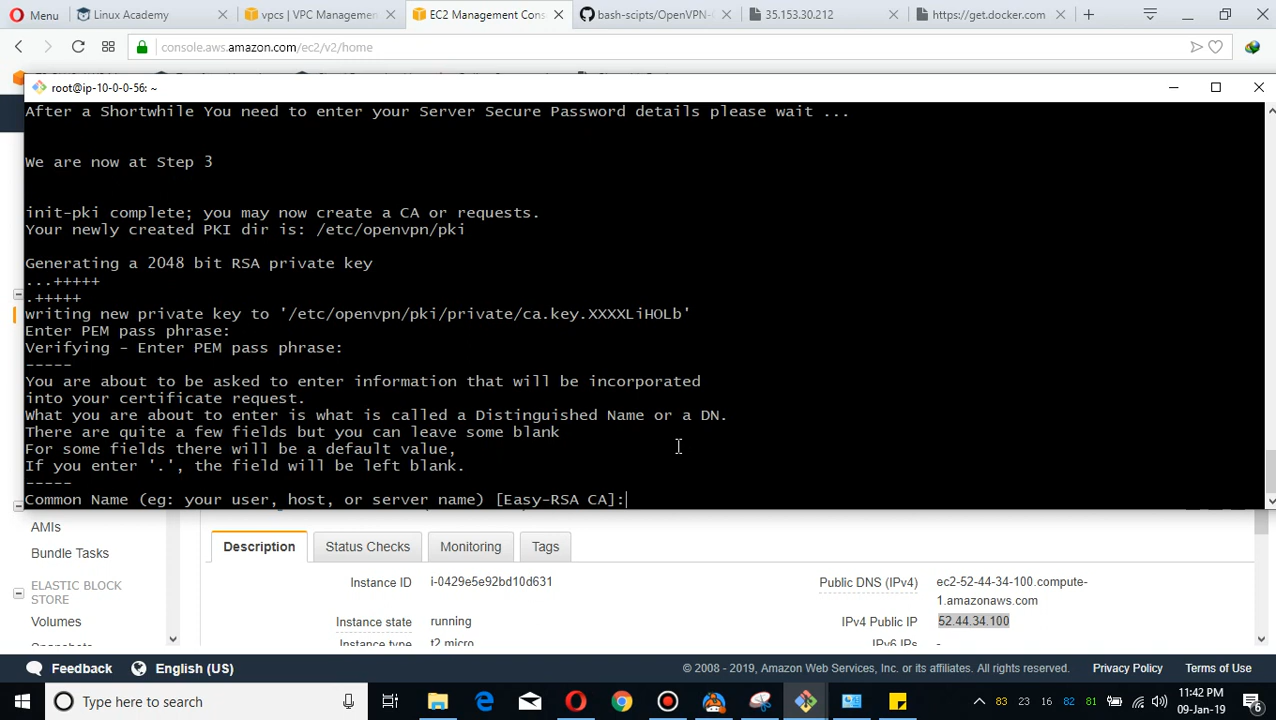 Menu
Linux Academy
vpcs | VPC Managemen
EC2 Management Cons
bash-scipts/OpenVPN-
35.153.30.212
https://get.docker.com
console.aws.amazon.com/ec2/v2/home
root@ip-10-0-0-56: ~
After a Shortwhile You need to enter your Server Secure Password details please wait ...
We are now at Step 3
init-pki complete; you may now create a CA or requests.
Your newly created PKI dir is: /etc/openvpn/pki
Generating a 2048 bit RSA private key
...+++++
.+++++
writing new private key to '/etc/openvpn/pki/private/ca.key.XXXXLiHOLb'
Enter PEM pass phrase:
Verifying - Enter PEM pass phrase:
-----
You are about to be asked to enter information that will be incorporated
into your certificate request.
What you are about to enter is what is called a Distinguished Name or a DN.
There are quite a few fields but you can leave some blank
For some fields there will be a default value,
If you enter '.', the field will be left blank.
-----
Common Name (eg: your user, host, or server name) [Easy-RSA CA]:
AMIs
Bundle Tasks
ELASTIC BLOCK
STORE
Volumes
Description
Status Checks
Monitoring
Tags
Instance ID
i-0429e5e92bd10d631
Public DNS (IPv4)
ec2-52-44-34-100.compute-
1.amazonaws.com
Instance state
running
IPv4 Public IP
52.44.34.100
Instance type
t2.micro
IPv6 IPs
-
Feedback
English (US)
© 2008 - 2019, Amazon Web Services, Inc. or its affiliates. All rights reserved.
Privacy Policy
Terms of Use
Type here to search
83
23
16
82
81
11:42 PM
09-Jan-19
6